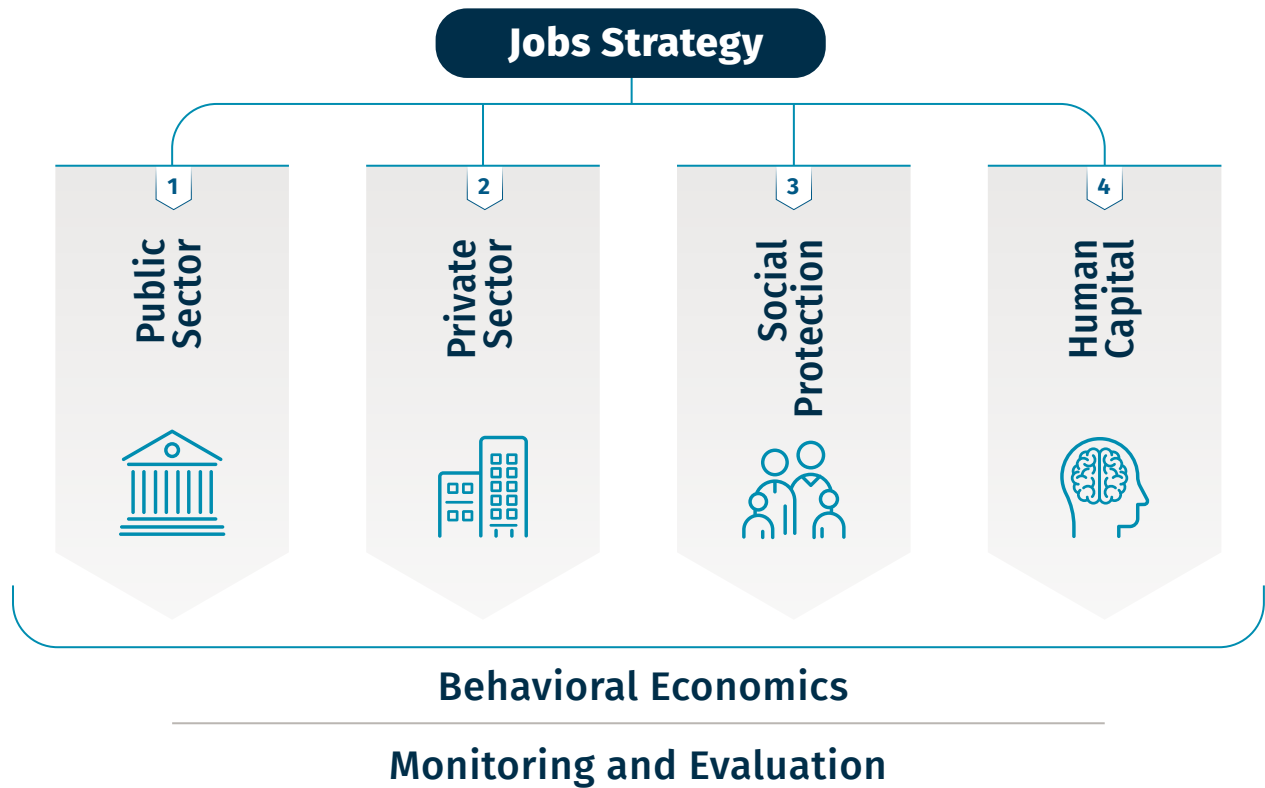 Jobs Strategy
1
Public
Sector
2
Private
Sector
3
Social
Protection
4
Human
Capital
Behavioral Economics
Monitoring and Evaluation